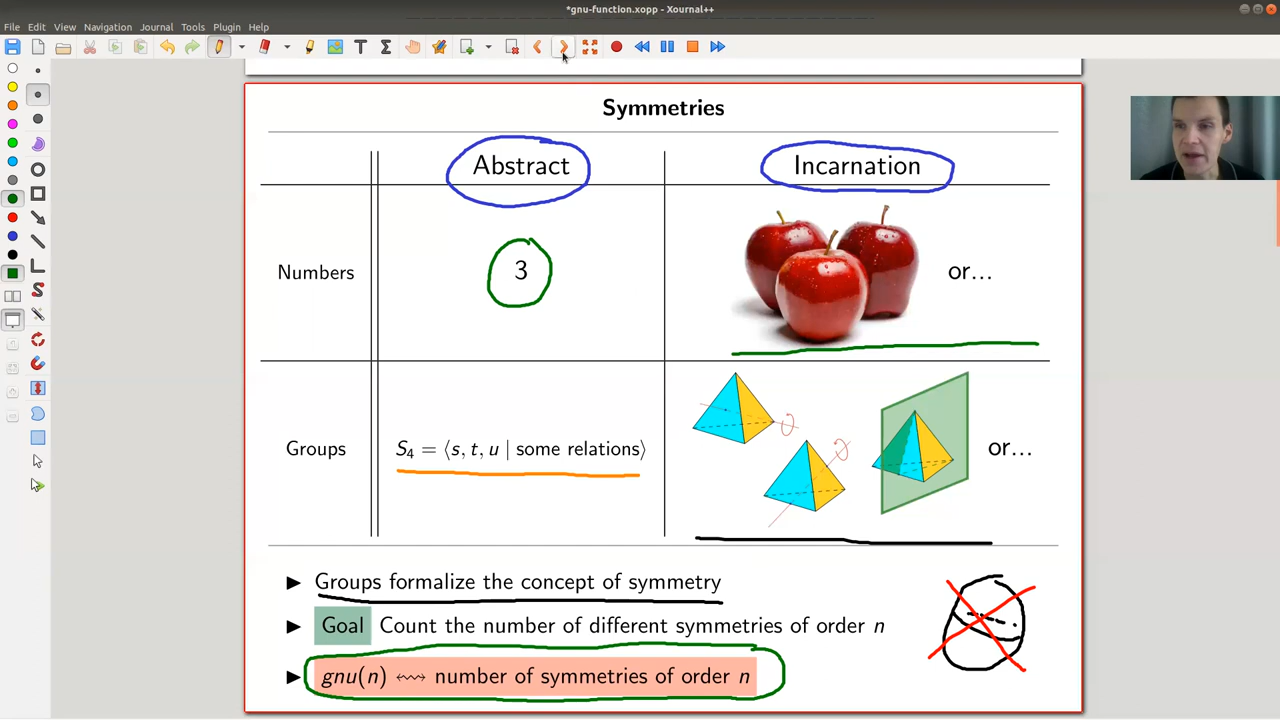 *gnu-function.xopp - Xournal++
File Edit View Navigation Journal Tools Plugin Help
Symmetries
Abstract Incarnation
Numbers 3 or...
Groups S₄ = ⟨s, t, u | some relations⟩ or...
► Groups formalize the concept of symmetry
► Goal Count the number of different symmetries of order n
► gnu(n) ↭ number of symmetries of order n